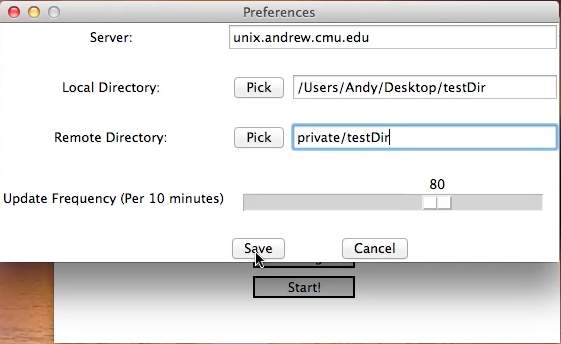 Preferences
Server: unix.andrew.cmu.edu
Local Directory: Pick /Users/Andy/Desktop/testDir
Remote Directory: Pick private/testDir
80
Update Frequency (Per 10 minutes)
Save Cancel
Start!